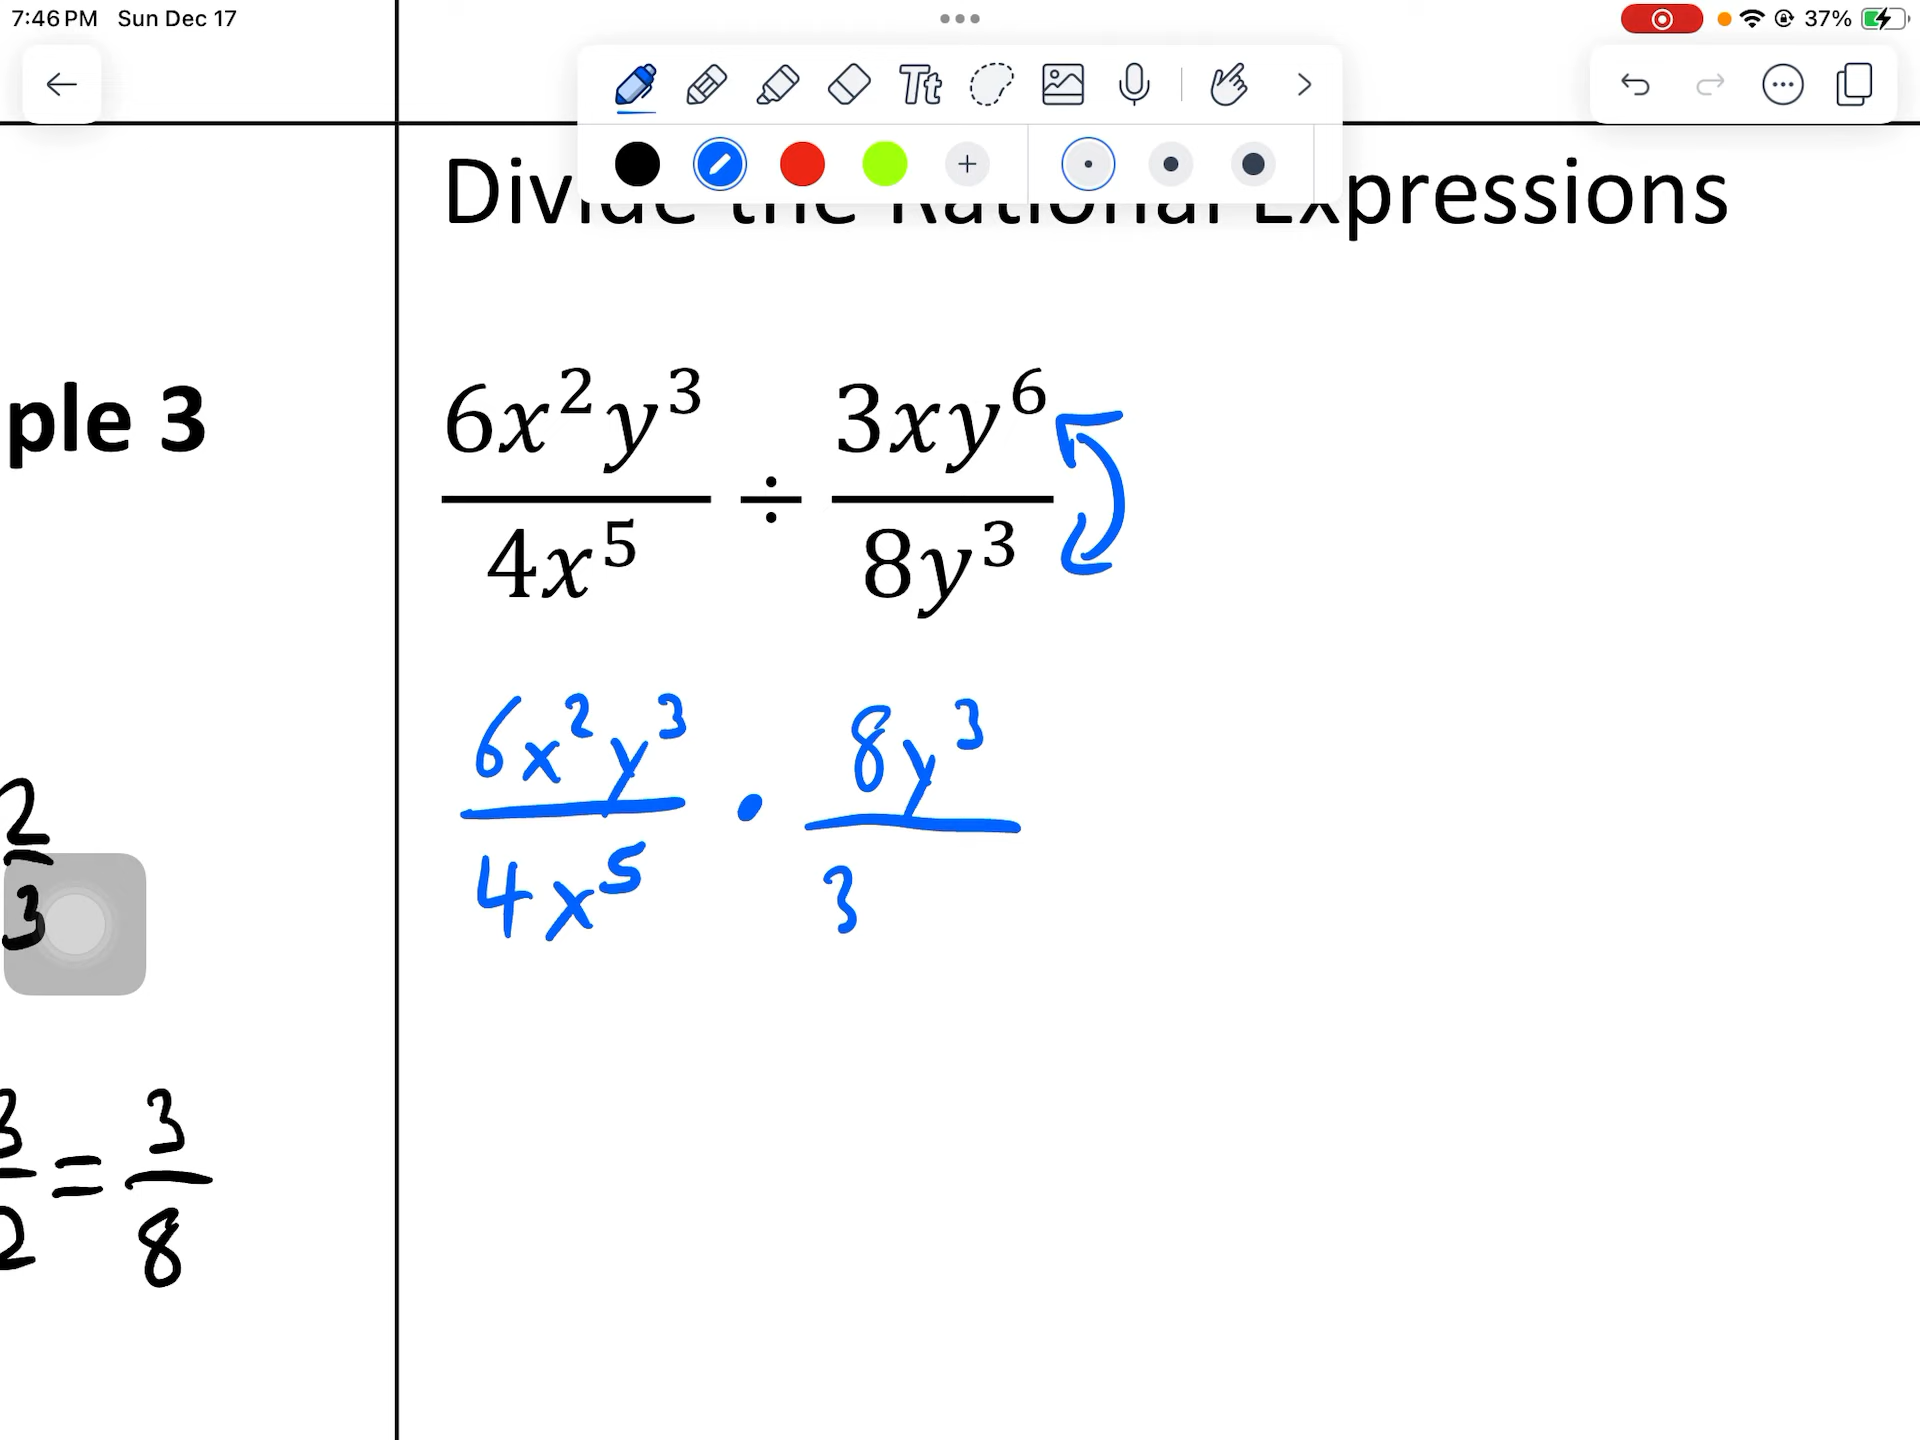 7:46 PM Sun Dec 17
37%
Tt
Divide the Rational Expressions
ple 3
6x²y³ / 4x⁵ ÷ 3xy⁶ / 8y³
6x²y³ / 4x⁵ · 8y³ / 3
2 / 3
3 / 2 = 3 / 8